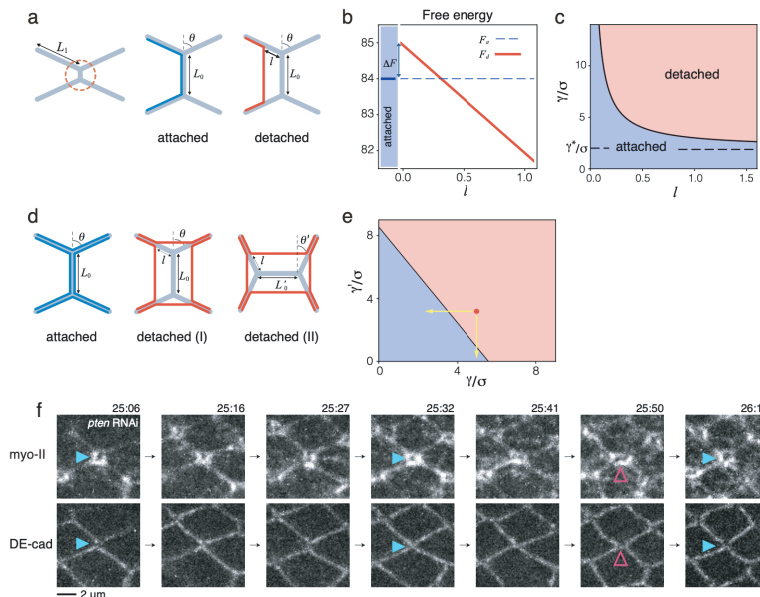 a
L₁
θ
L₀
attached
θ
l
L₀
detached
b
Free energy
85
84
83
82
ΔF
attached
Fₐ
F_d
0.0
0.5
1.0
l
c
γ/σ
10
5
0
γ*/σ
detached
attached
0.0
0.5
1.0
1.5
l
d
θ
L₀
attached
θ
l
L₀
detached (I)
θ'
l
L'₀
detached (II)
e
γ'/σ
8
4
0
4
8
γ/σ
f
25:06
25:16
25:27
25:32
25:41
25:50
pten RNAi
myo-II
DE-cad
2 µm